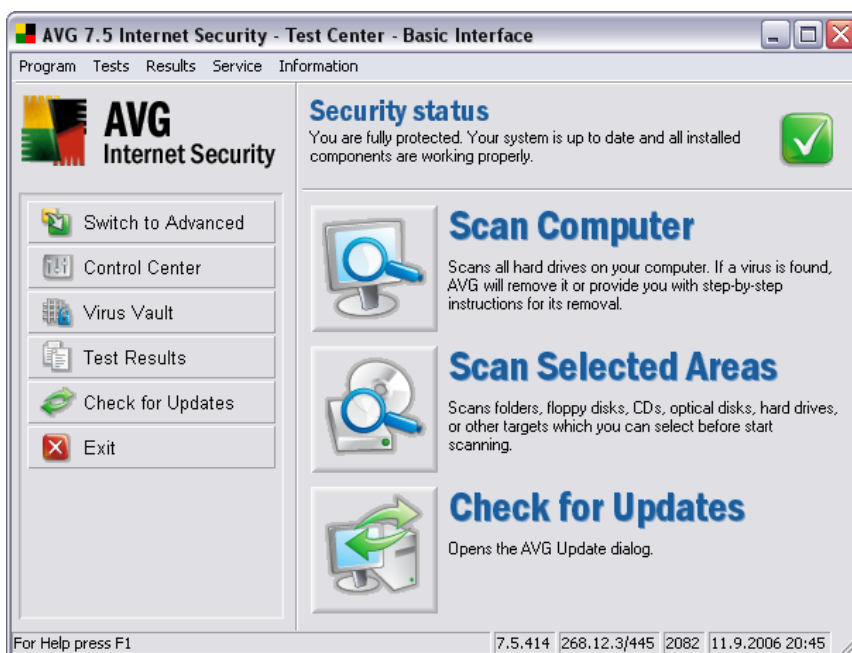 AVG 7.5 Internet Security - Test Center - Basic Interface
Program Tests Results Service Information
AVG
Internet Security
Switch to Advanced
Control Center
Virus Vault
Test Results
Check for Updates
Exit
Security status
You are fully protected. Your system is up to date and all installed
components are working properly.
Scan Computer
Scans all hard drives on your computer. If a virus is found,
AVG will remove it or provide you with step-by-step
instructions for its removal.
Scan Selected Areas
Scans folders, floppy disks, CDs, optical disks, hard drives,
or other targets which you can select before start
scanning.
Check for Updates
Opens the AVG Update dialog.
For Help press F1
7.5.414 268.12.3/445 2082 11.9.2006 20:45